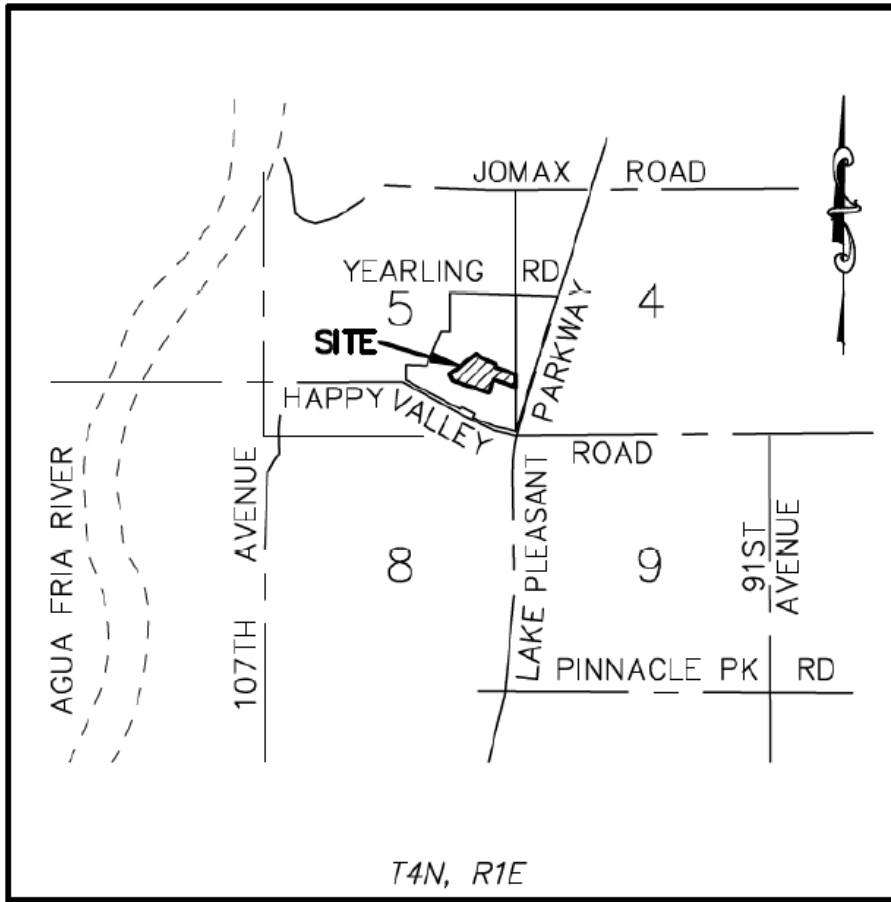 JOMAX ROAD
YEARLING RD
5
4
SITE
PARKWAY
HAPPY VALLEY
ROAD
AGUA FRIA RIVER
107TH AVENUE
8
LAKE PLEASANT
9
91ST
AVENUE
PINNACLE PK RD
T4N, R1E